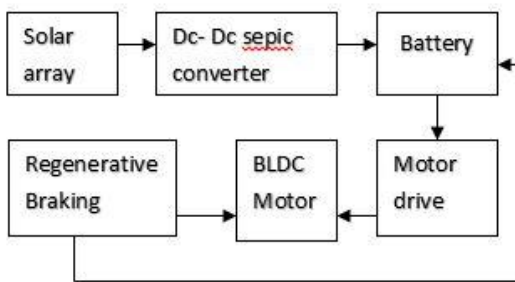 Solar
array
Dc- Dc sepic
converter
Battery
Regenerative
Braking
BLDC
Motor
Motor
drive